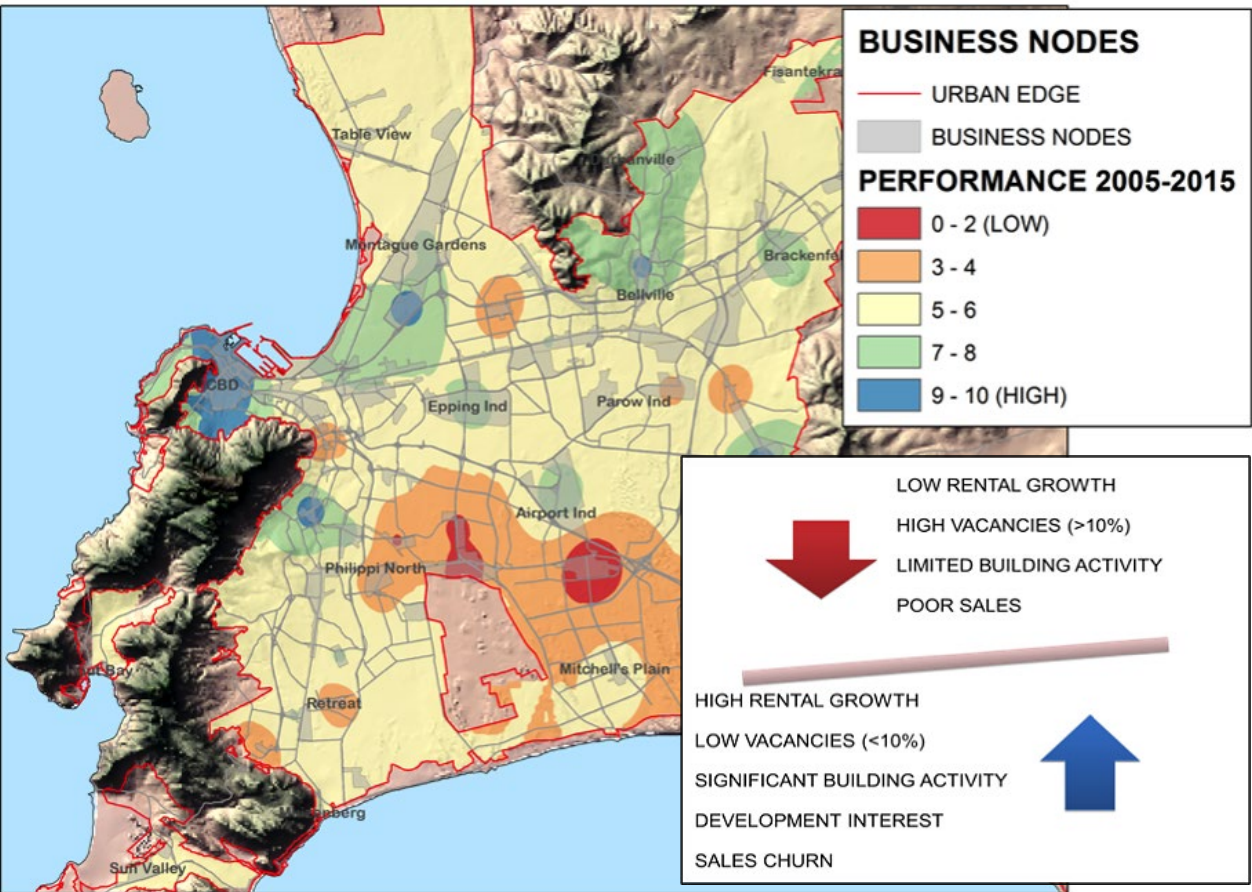 BUSINESS NODES
URBAN EDGE
BUSINESS NODES
PERFORMANCE 2005-2015
0 - 2 (LOW)
3 - 4
5 - 6
7 - 8
9 - 10 (HIGH)
Fisantekra
Table View
Montague Gardens
Brackenfe
Bellville
CBD
Epping Ind
Parow Ind
Airport Ind
Philippi North
Mitchell's Plain
Retreat
Sun Valley
LOW RENTAL GROWTH
HIGH VACANCIES (>10%)
LIMITED BUILDING ACTIVITY
POOR SALES
HIGH RENTAL GROWTH
LOW VACANCIES (<10%)
SIGNIFICANT BUILDING ACTIVITY
DEVELOPMENT INTEREST
SALES CHURN